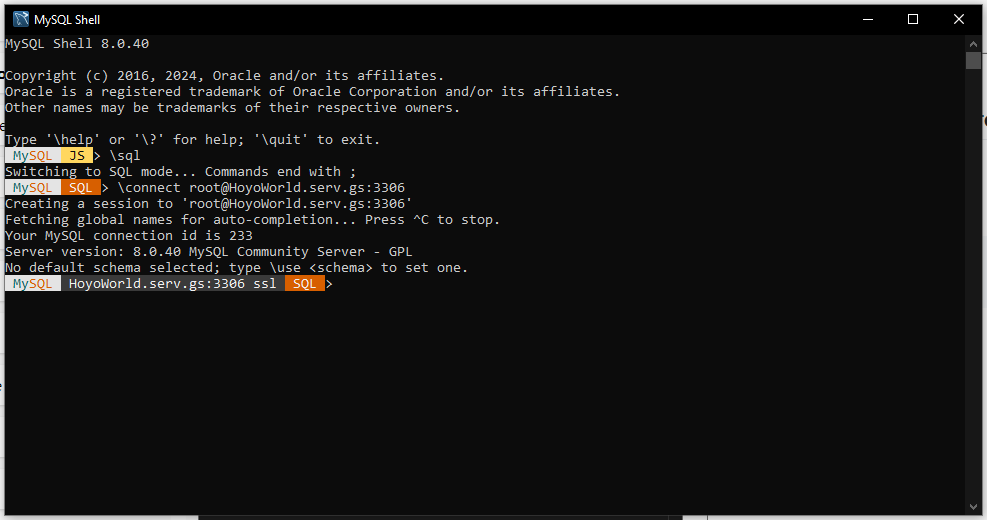 MySQL Shell
MySQL Shell 8.0.40
Copyright (c) 2016, 2024, Oracle and/or its affiliates.
Oracle is a registered trademark of Oracle Corporation and/or its affiliates.
Other names may be trademarks of their respective owners.
Type '\help' or '\?' for help; '\quit' to exit.
MySQL JS > \sql
Switching to SQL mode... Commands end with ;
MySQL SQL > \connect root@HoyoWorld.serv.gs:3306
Creating a session to 'root@HoyoWorld.serv.gs:3306'
Fetching global names for auto-completion... Press ^C to stop.
Your MySQL connection id is 233
Server version: 8.0.40 MySQL Community Server - GPL
No default schema selected; type \use <schema> to set one.
MySQL HoyoWorld.serv.gs:3306 ssl SQL >